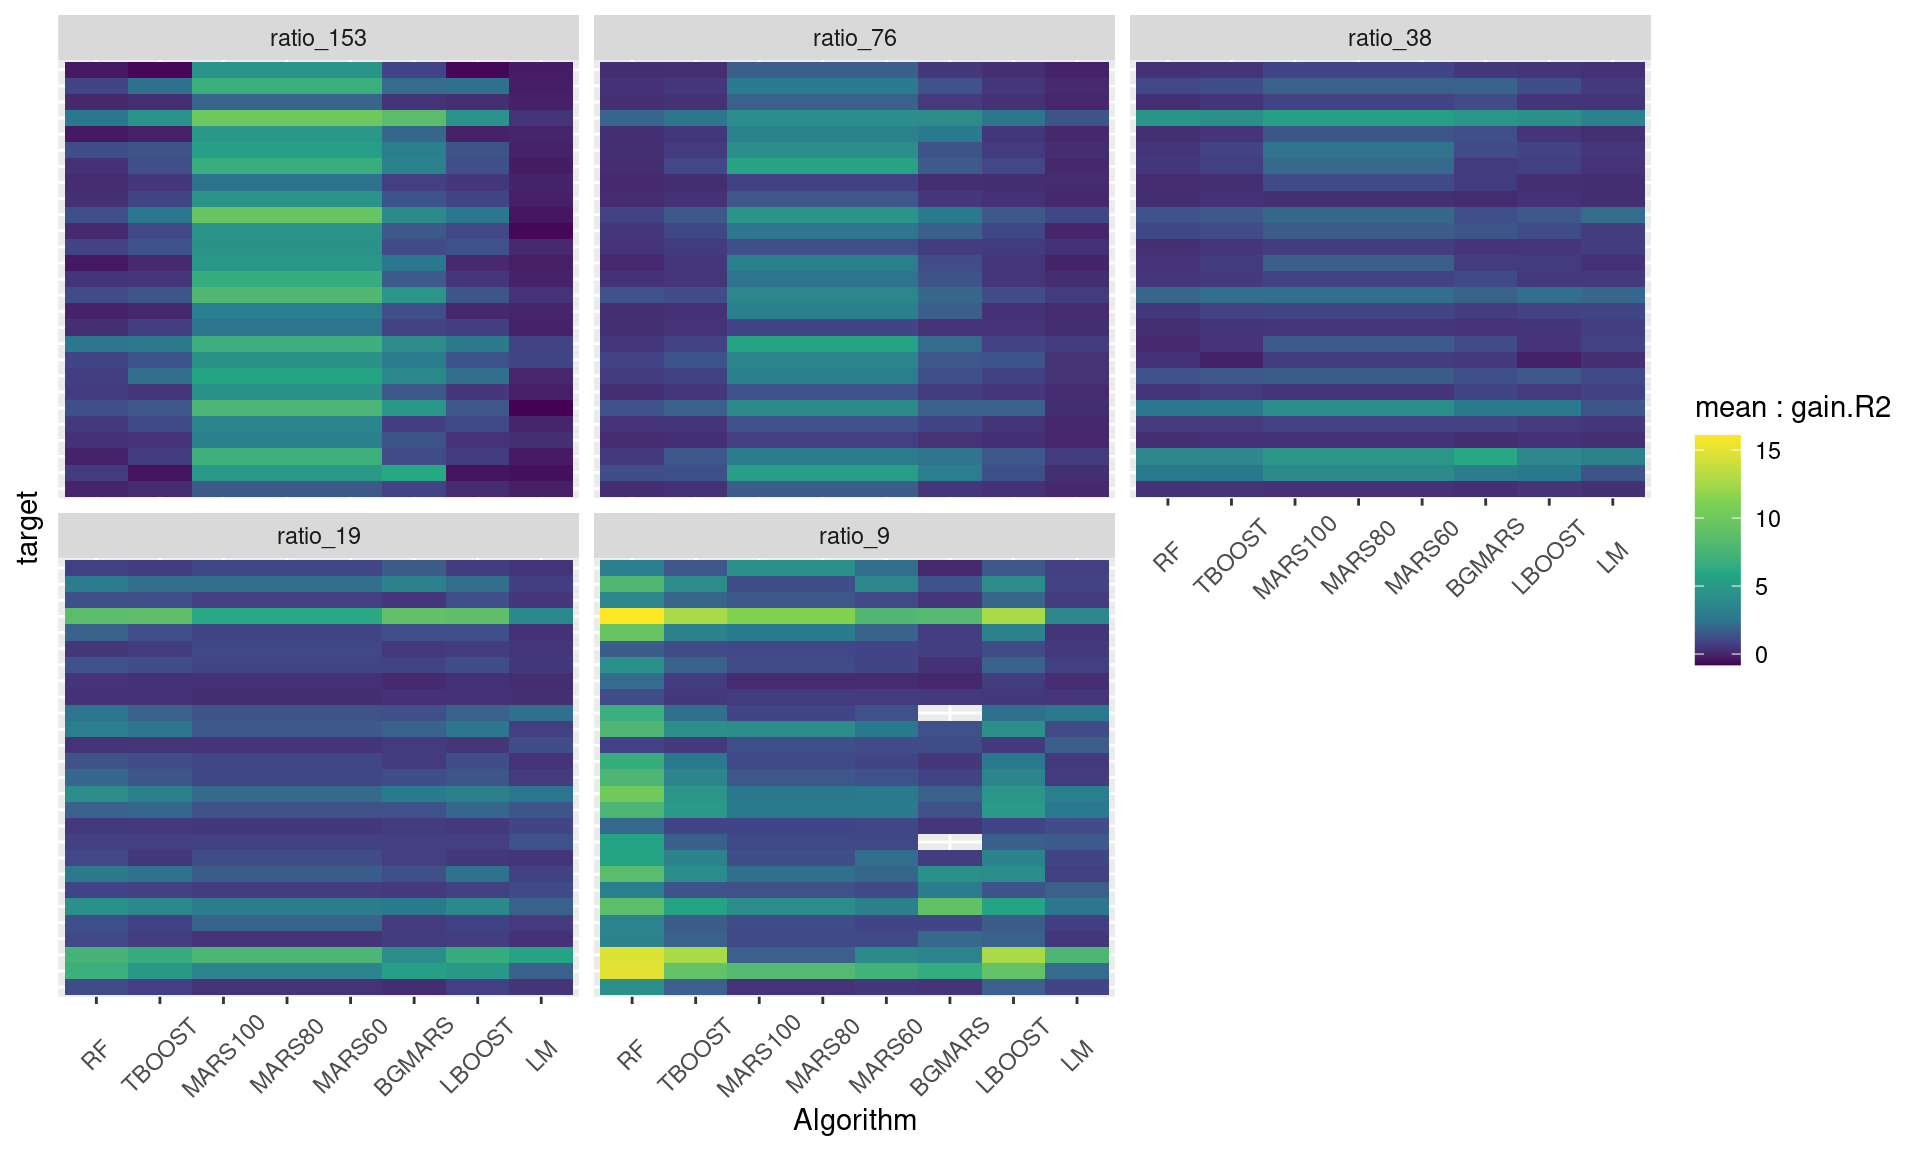 ratio_153
ratio_76
ratio_38
target
RF
TBOOST
MARS100
MARS80
MARS60
BGMARS
LBOOST
LM
mean : gain.R2
15
10
5
0
ratio_19
ratio_9
RF
TBOOST
MARS100
MARS80
MARS60
BGMARS
LBOOST
LM
RF
TBOOST
MARS100
MARS80
MARS60
BGMARS
LBOOST
LM
Algorithm